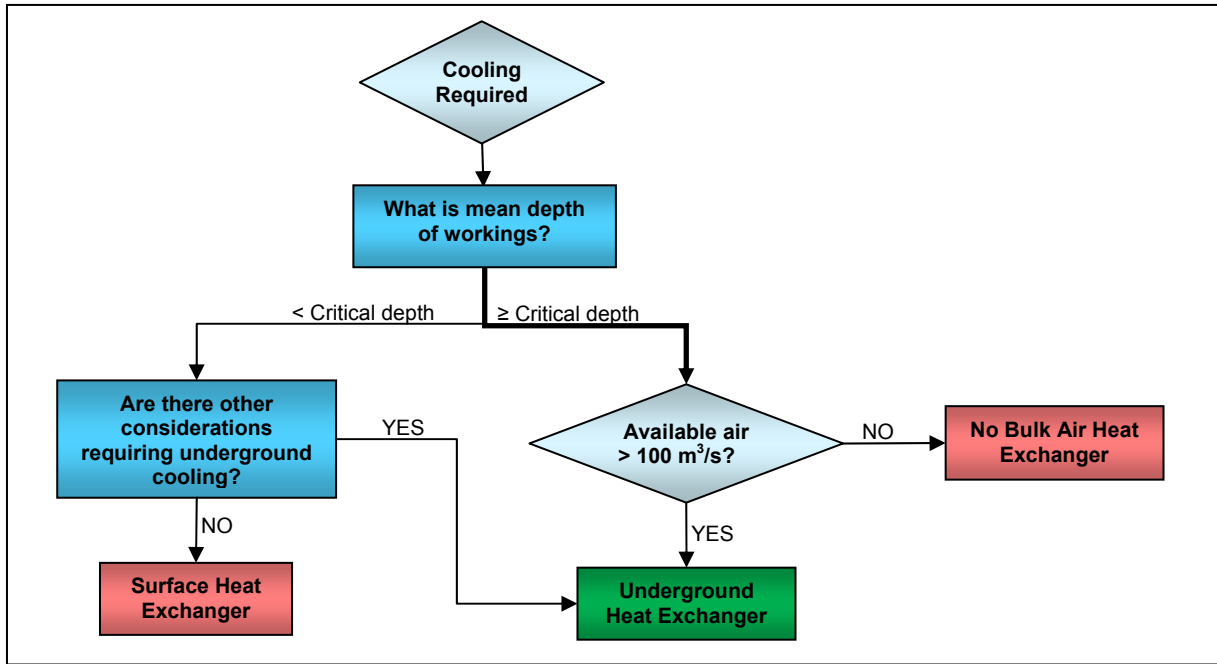 Cooling
Required
What is mean depth
of workings?
< Critical depth
≥ Critical depth
Are there other
considerations
requiring underground
cooling?
YES
Available air
> 100 m³/s?
NO
No Bulk Air Heat
Exchanger
NO
YES
Surface Heat
Exchanger
Underground
Heat Exchanger